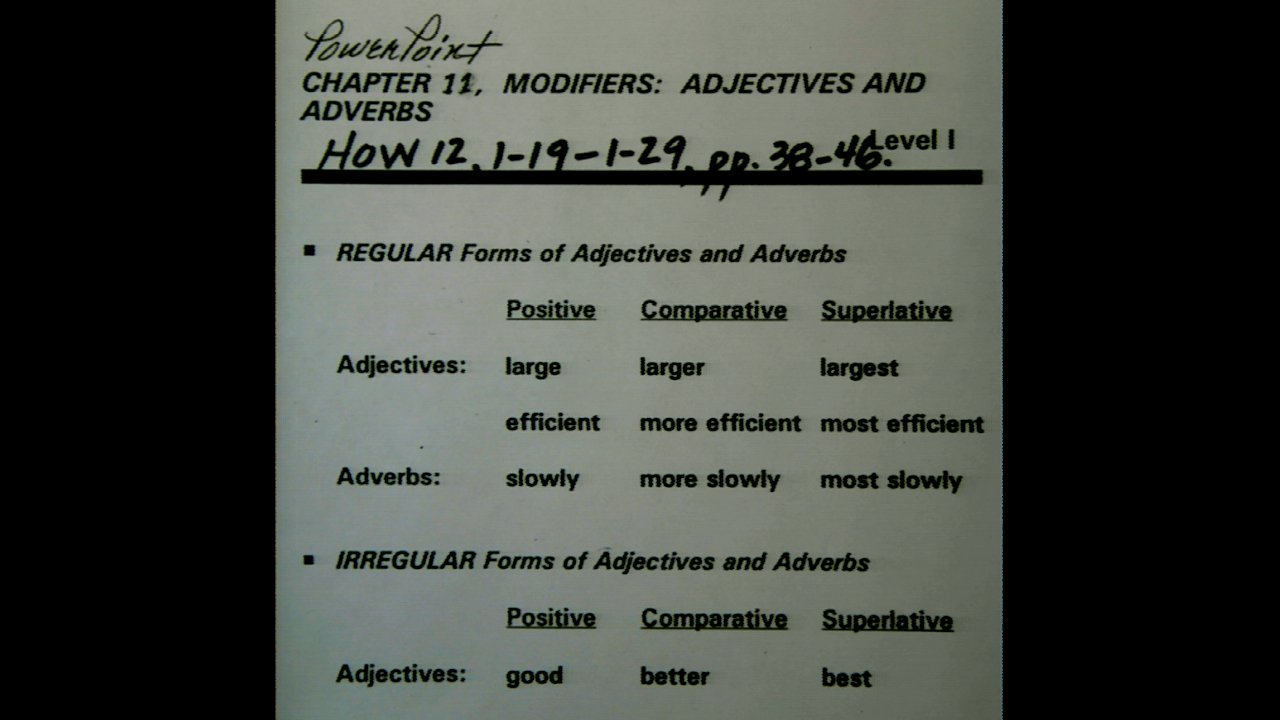 PowerPoint
CHAPTER 11, MODIFIERS: ADJECTIVES AND
ADVERBS
HOW 12, 1-19-1-29, pp. 38-46. Level I
▪ REGULAR Forms of Adjectives and Adverbs
Positive Comparative Superlative
Adjectives: large larger largest
efficient more efficient most efficient
Adverbs: slowly more slowly most slowly
▪ IRREGULAR Forms of Adjectives and Adverbs
Positive Comparative Superlative
Adjectives: good better best